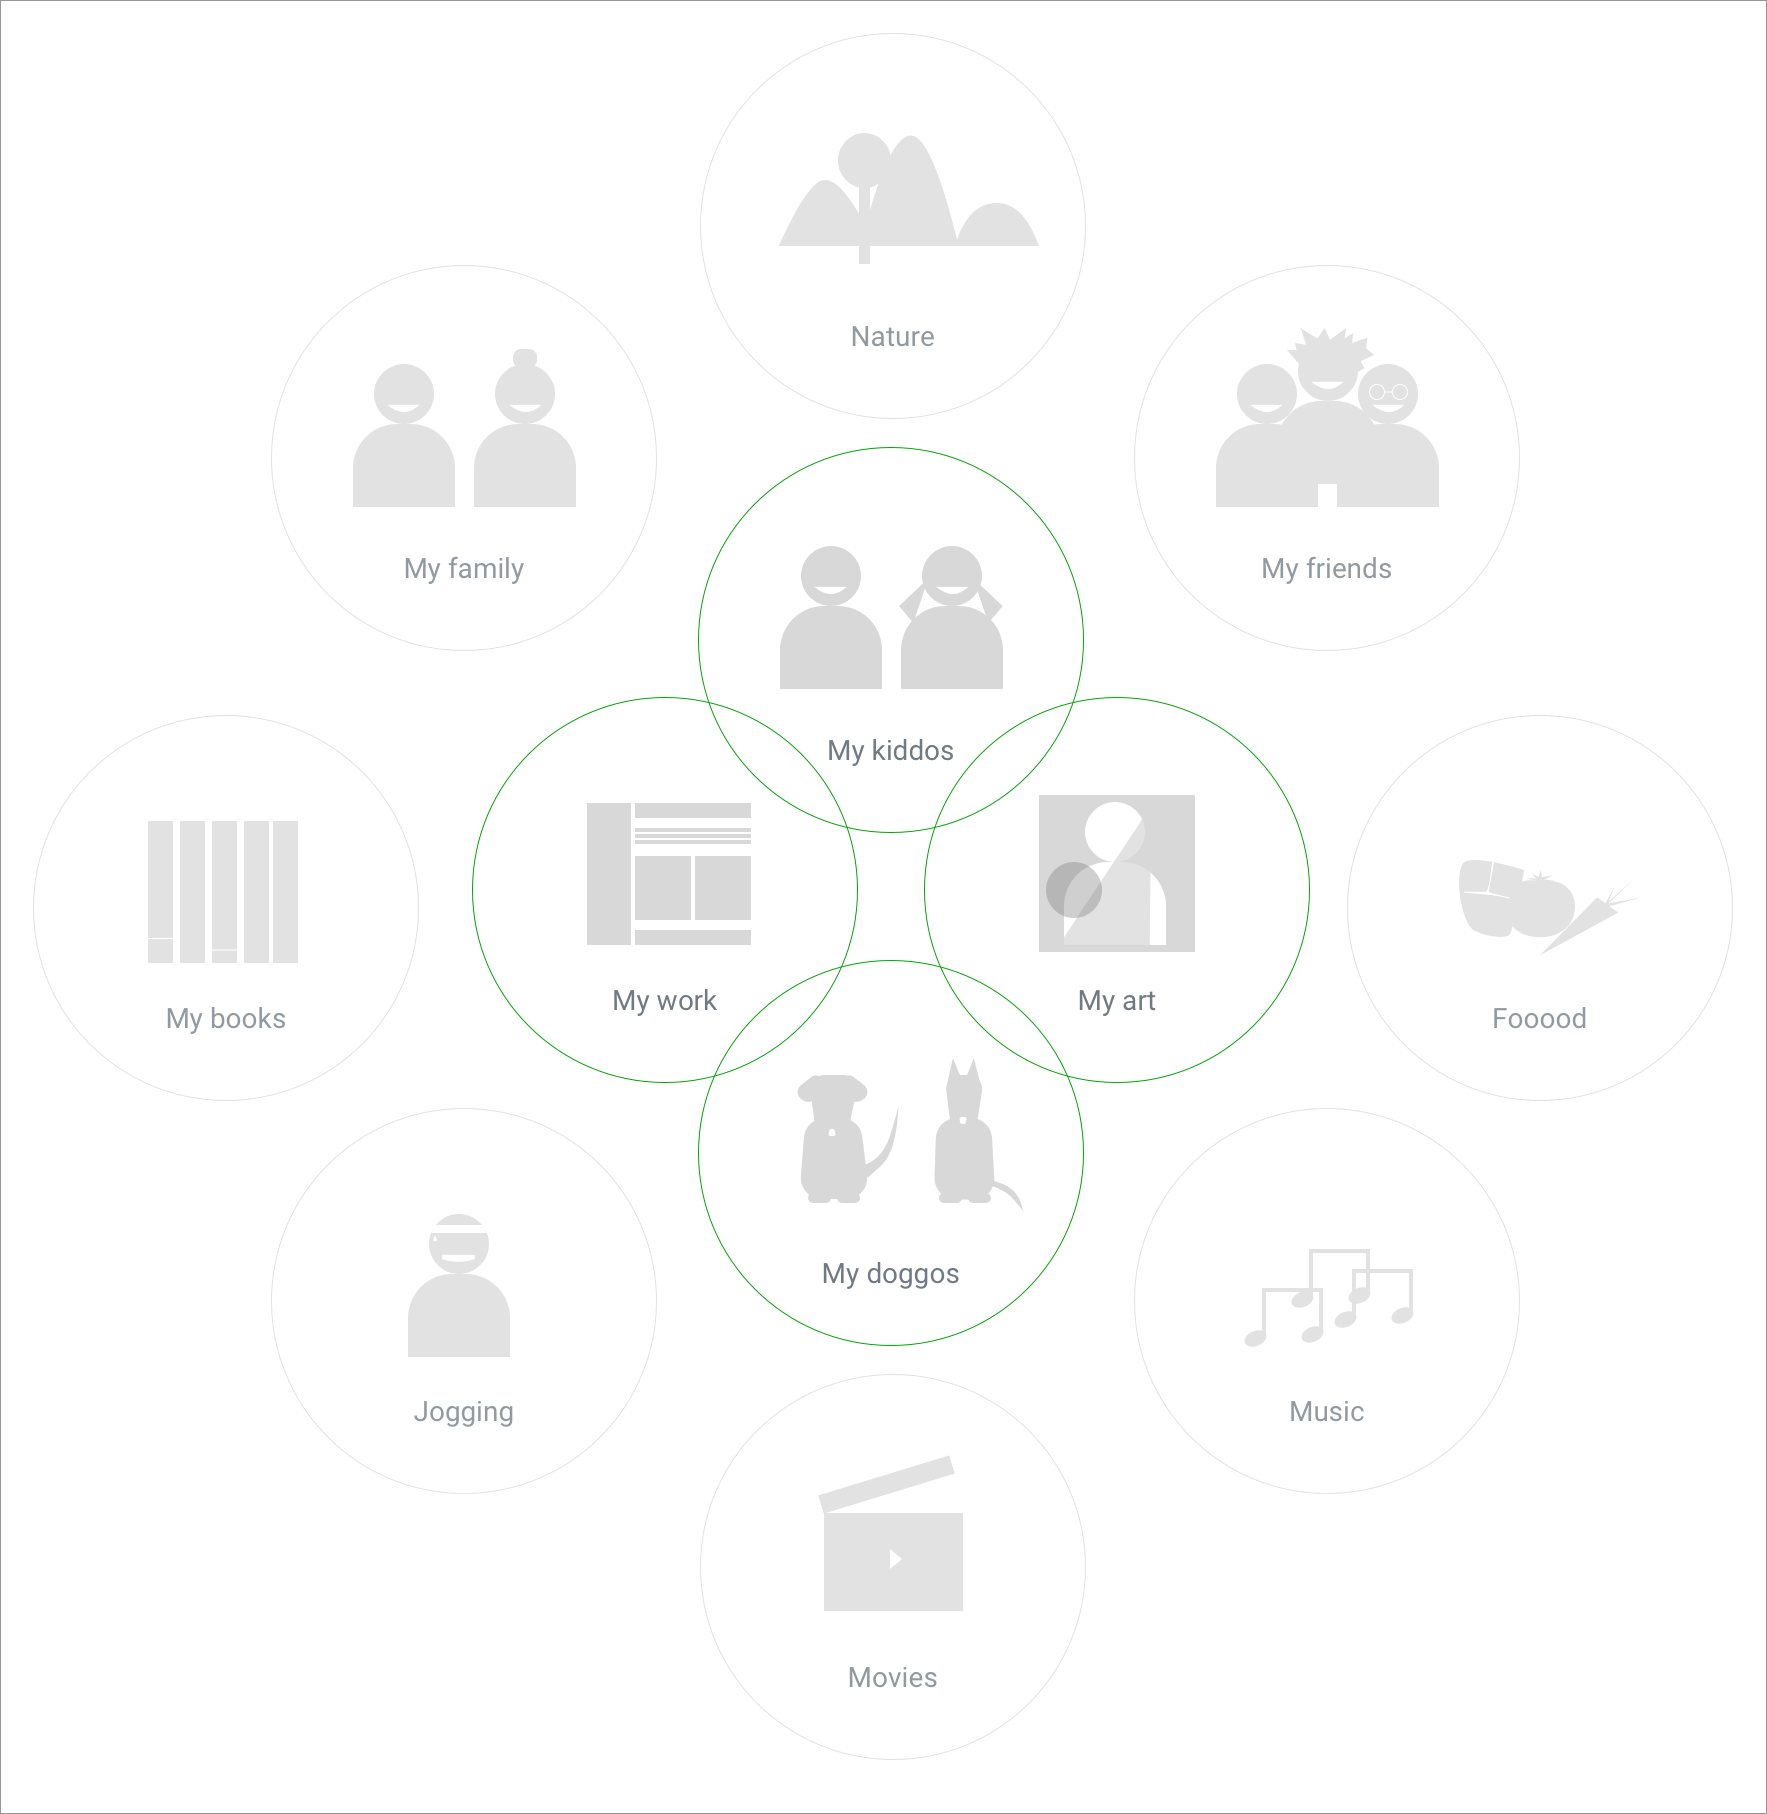 Nature
My family
My friends
My kiddos
My work
My art
My books
Fooood
My doggos
Jogging
Music
Movies